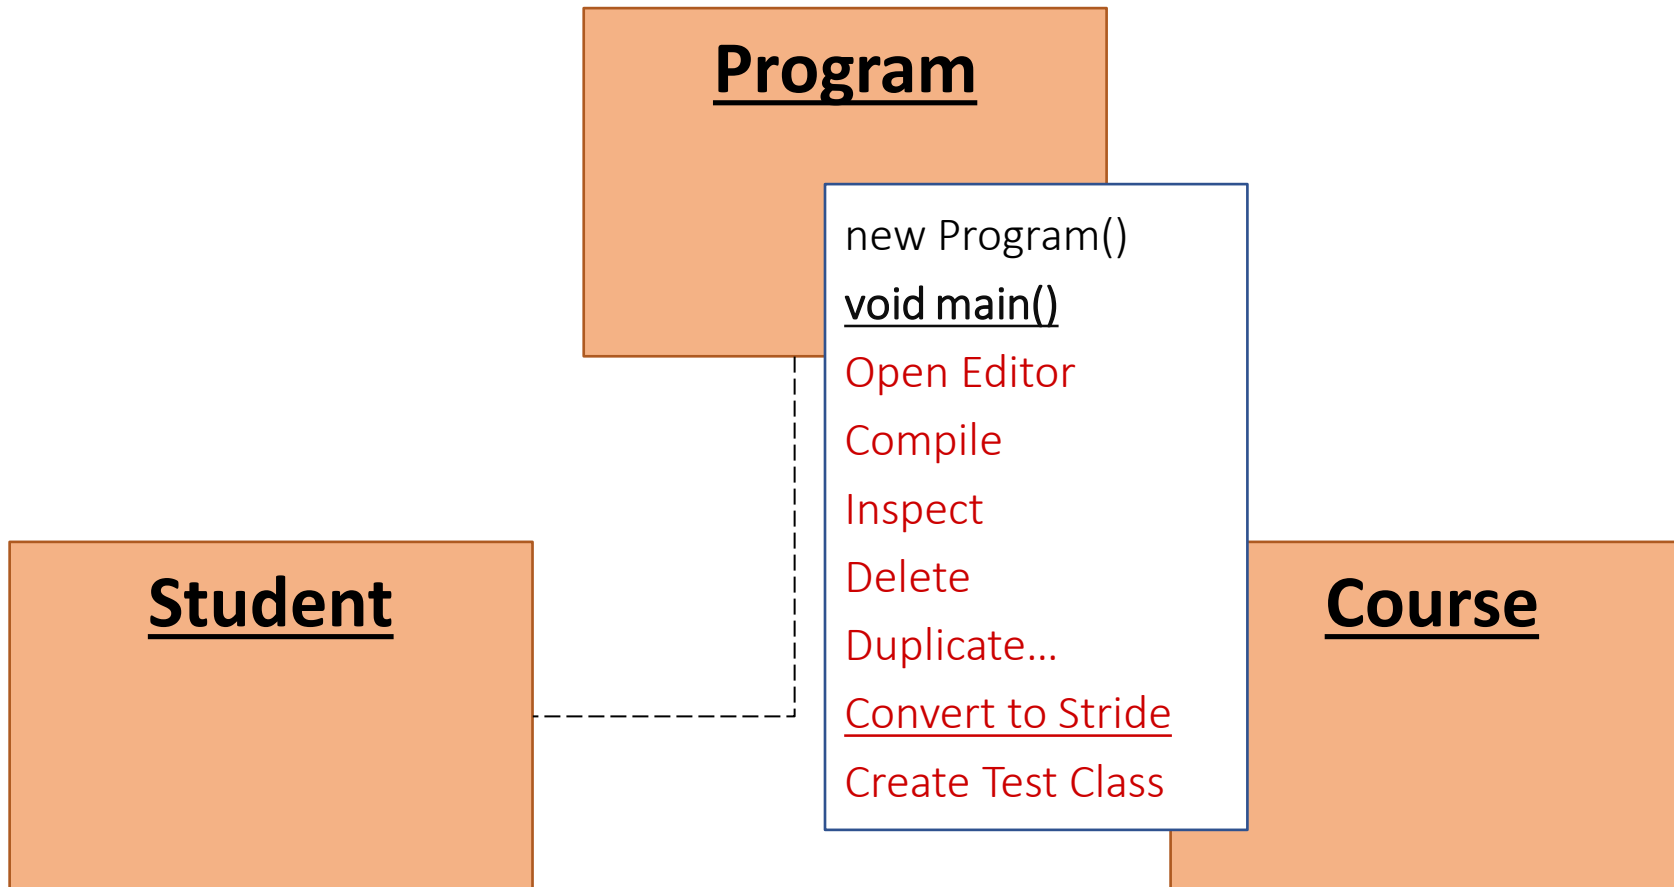 Program
new Program()
void main()
Open Editor
Compile
Inspect
Delete
Duplicate...
Convert to Stride
Create Test Class
Student
Course